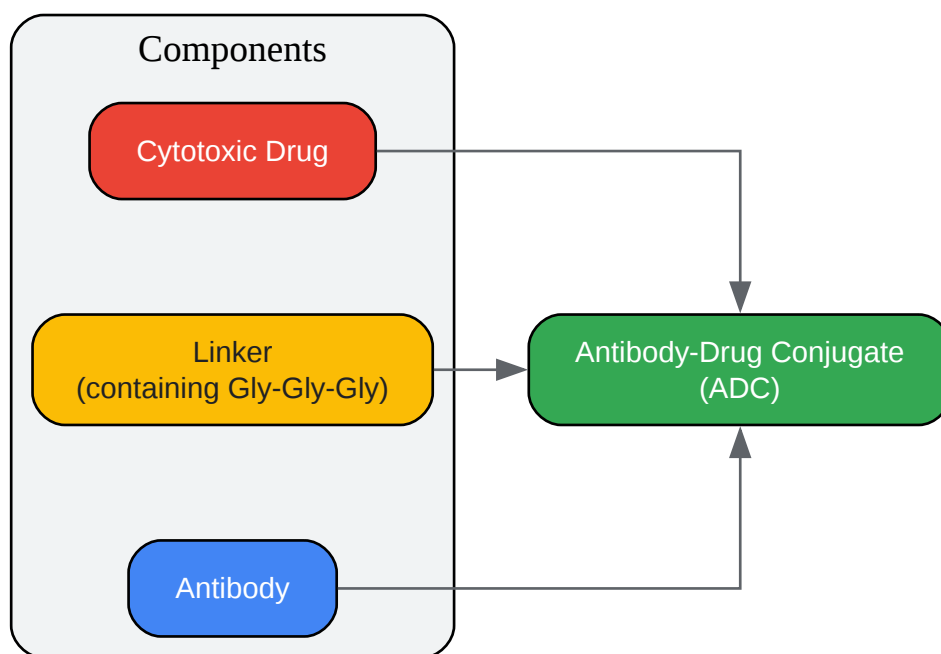 Components
Cytotoxic Drug
Linker
(containing Gly-Gly-Gly)
Antibody-Drug Conjugate
(ADC)
Antibody